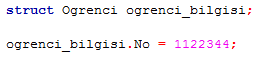 struct Ogrenci ogrenci_bilgisi;
ogrenci_bilgisi.No = 1122344;